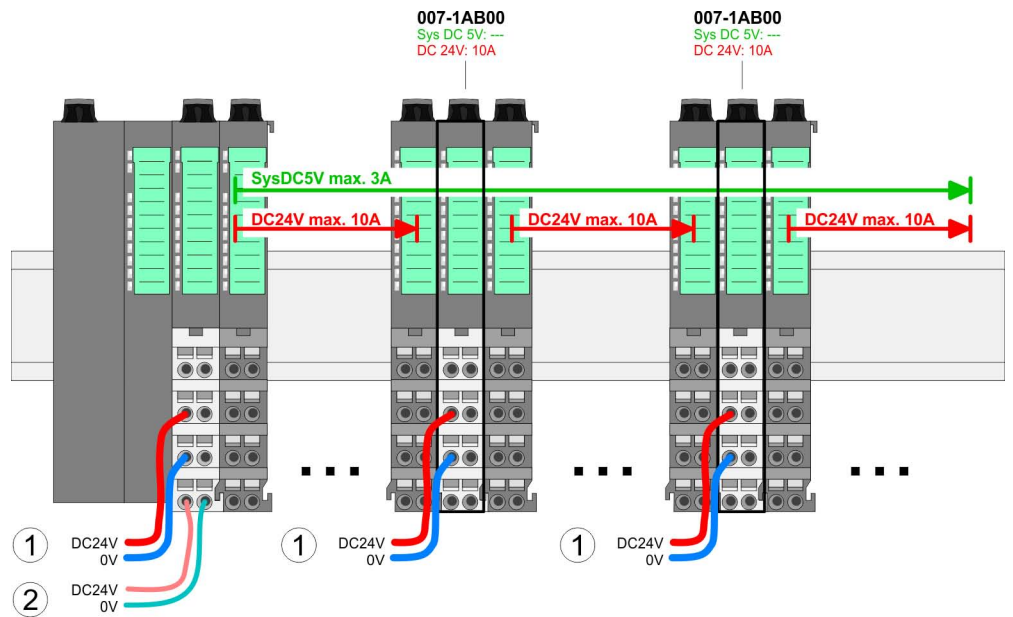 007-1AB00
Sys DC 5V: ---
DC 24V: 10A
007-1AB00
Sys DC 5V: ---
DC 24V: 10A
SysDC5V max. 3A
DC24V max. 10A
DC24V max. 10A
DC24V max. 10A
1
DC24V
0V
1
DC24V
0V
1
DC24V
0V
2
DC24V
0V